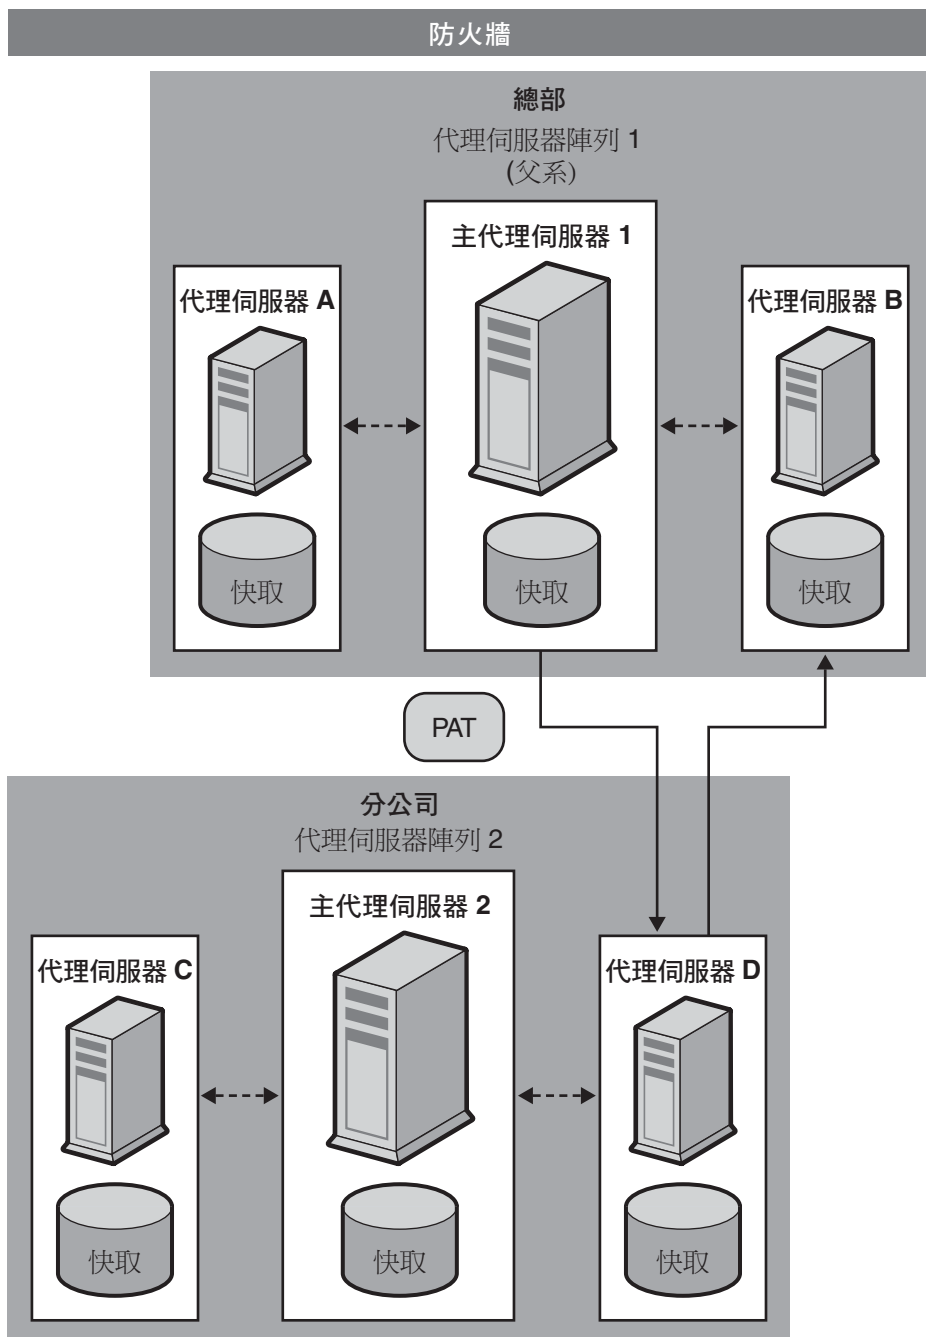 防火牆
總部
代理伺服器陣列 1
(父系)
主代理伺服器 1
代理伺服器 A
代理伺服器 B
快取
快取
快取
PAT
分公司
代理伺服器陣列 2
主代理伺服器 2
代理伺服器 C
代理伺服器 D
快取
快取
快取